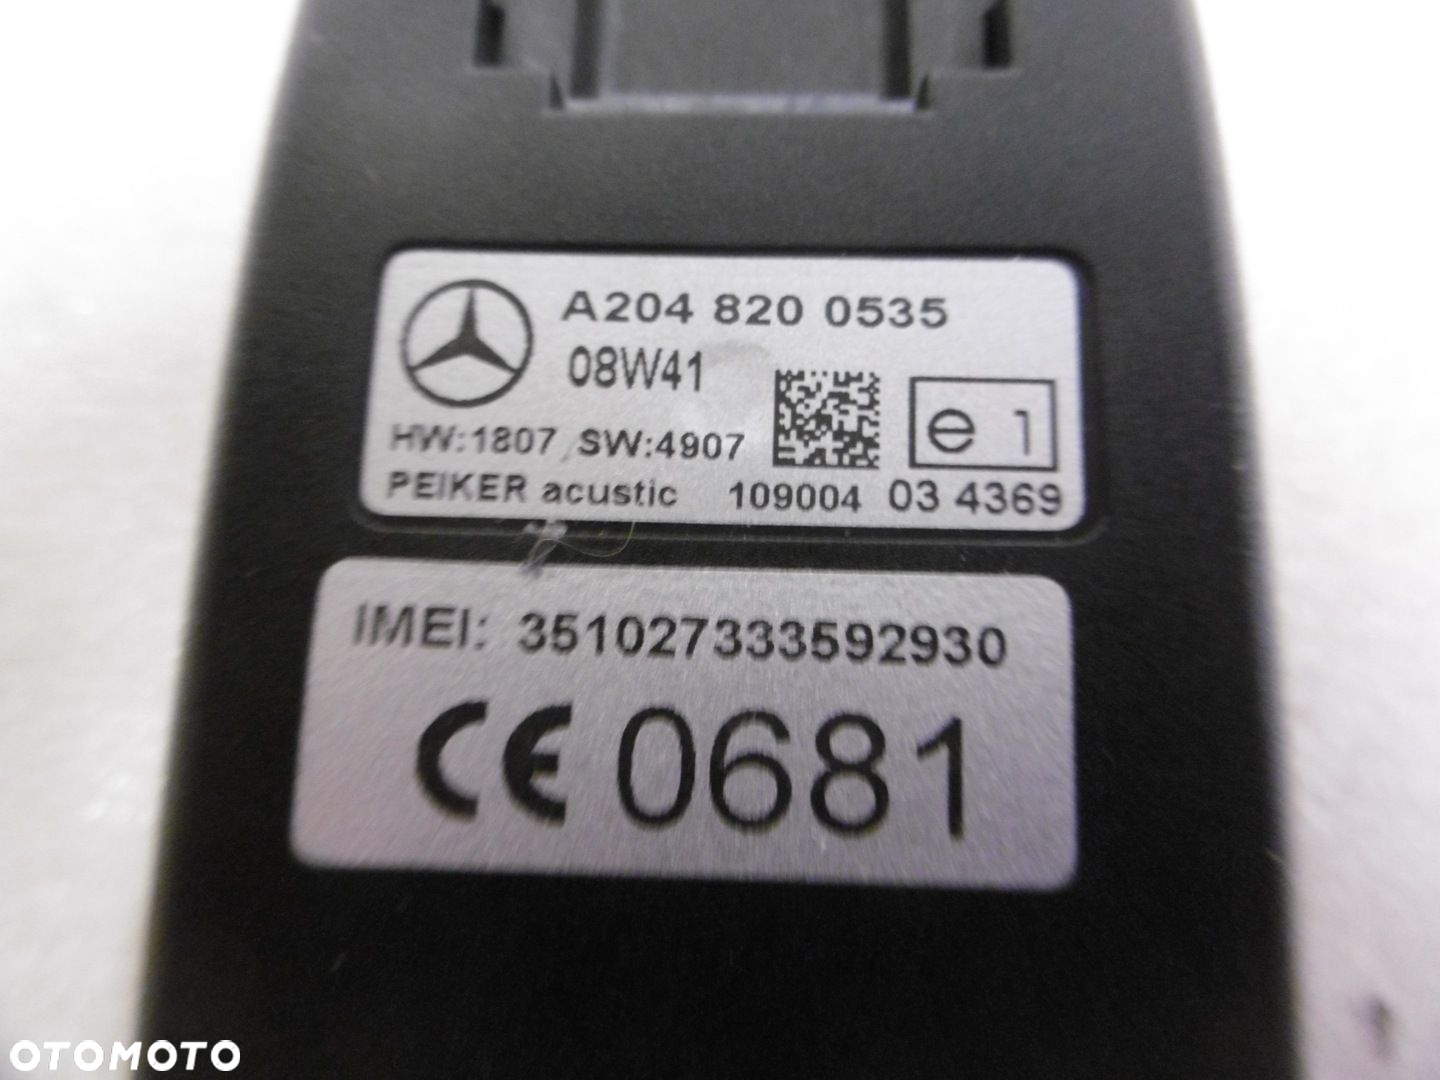 A204 820 0535
08W41
HW:1807 SW:4907
e 1
PEIKER acustic 109004 03 4369
IMEI: 351027333592930
CE 0681
OTOMOTO